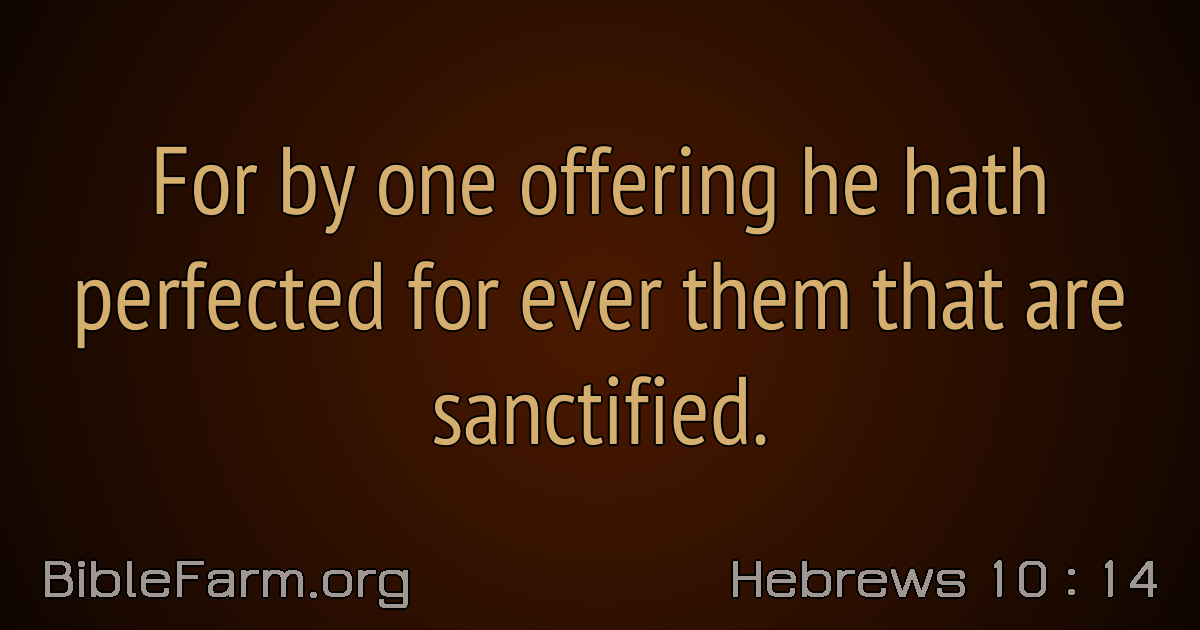 For by one offering he hath
perfected for ever them that are
sanctified.
BibleFarm.org
Hebrews 10 : 14